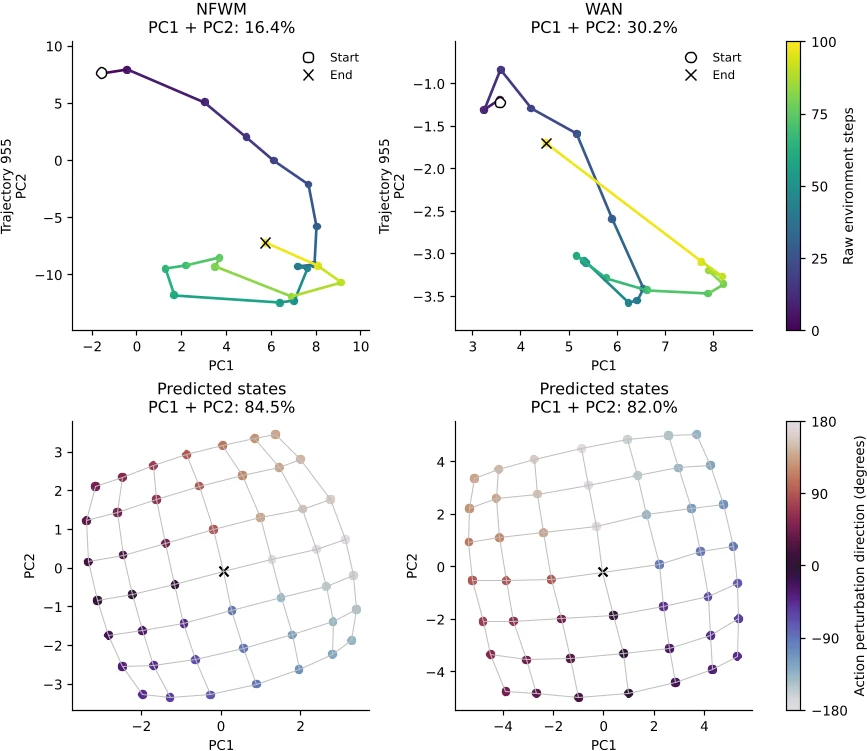 NFWM
PC1 + PC2: 16.4%
Start
End
10
5
0
−5
−10
Trajectory 955
PC2
−2
0
2
4
6
8
10
PC1
WAN
PC1 + PC2: 30.2%
Start
End
−1.0
−1.5
−2.0
−2.5
−3.0
−3.5
Trajectory 955
PC2
3
4
5
6
7
8
PC1
100
75
50
25
0
Raw environment steps
Predicted states
PC1 + PC2: 84.5%
3
2
1
0
−1
−2
−3
PC2
−2
0
2
PC1
Predicted states
PC1 + PC2: 82.0%
4
2
0
−2
−4
PC2
−4
−2
0
2
4
PC1
180
90
0
−90
−180
Action perturbation direction (degrees)